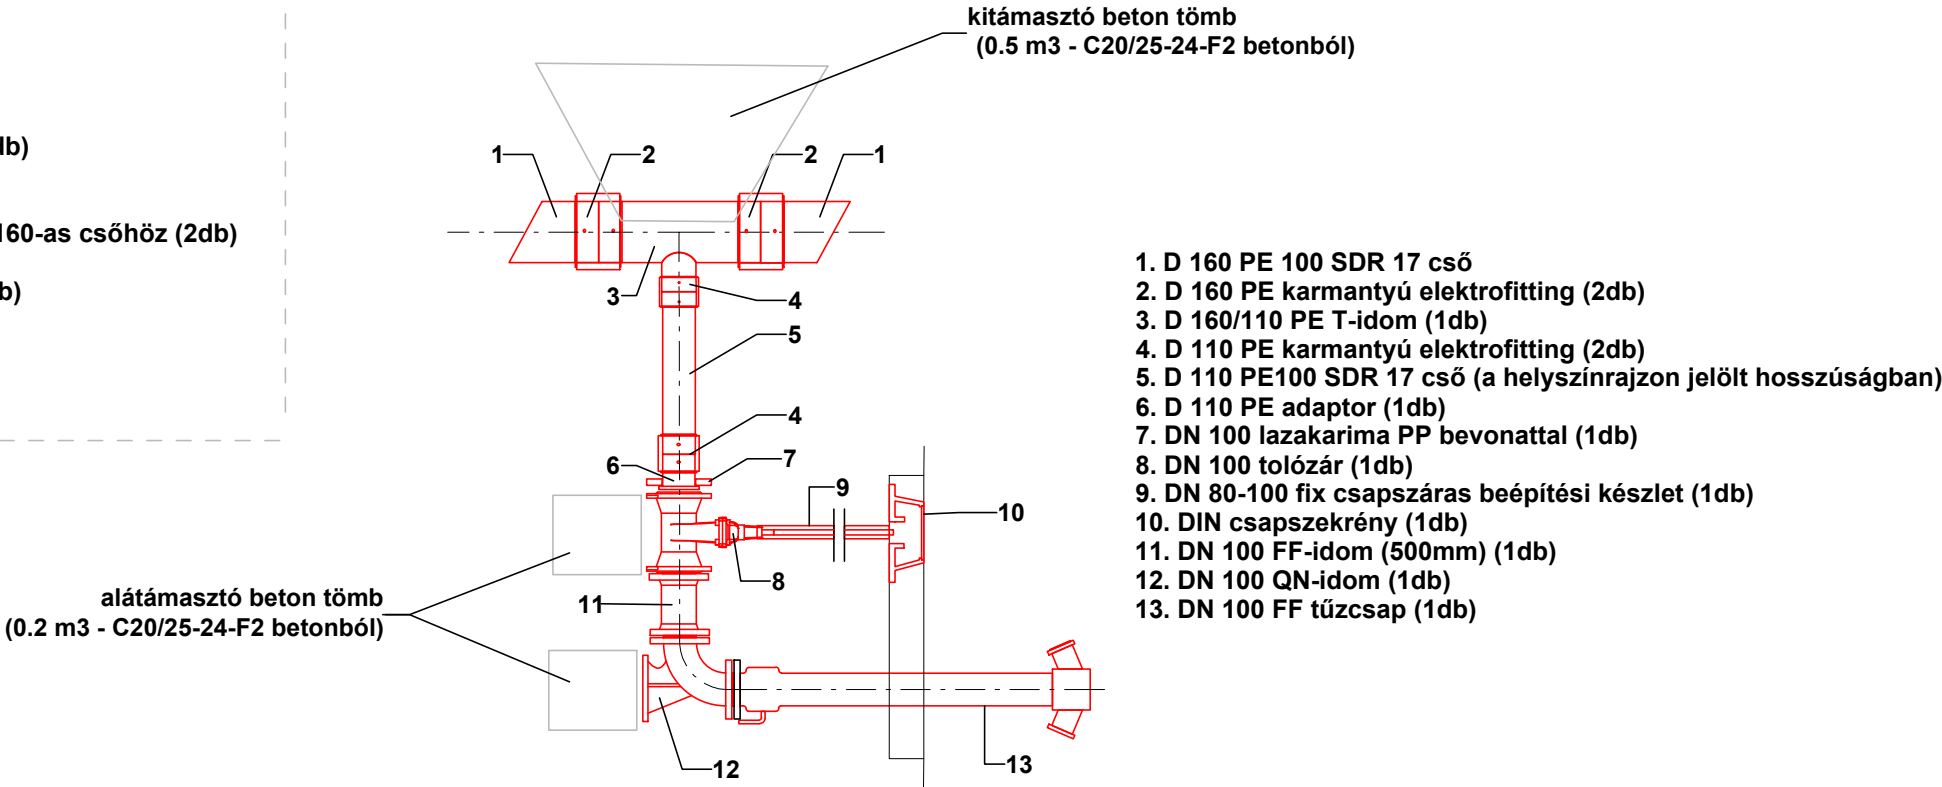 kitámasztó beton tömb
(0.5 m3 - C20/25-24-F2 betonból)
db)
160-as csőhöz (2db)
b)
1
2
2
1
3
4
5
4
6
7
9
10
8
11
12
13
alátámasztó beton tömb
(0.2 m3 - C20/25-24-F2 betonból)
1. D 160 PE 100 SDR 17 cső
2. D 160 PE karmantyú elektrofitting (2db)
3. D 160/110 PE T-idom (1db)
4. D 110 PE karmantyú elektrofitting (2db)
5. D 110 PE100 SDR 17 cső (a helyszínrajzon jelölt hosszúságban)
6. D 110 PE adaptor (1db)
7. DN 100 lazakarima PP bevonattal (1db)
8. DN 100 tolózár (1db)
9. DN 80-100 fix csapszáras beépítési készlet (1db)
10. DIN csapszekrény (1db)
11. DN 100 FF-idom (500mm) (1db)
12. DN 100 QN-idom (1db)
13. DN 100 FF tűzcsap (1db)